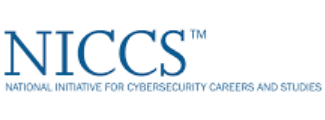 NICCS™
NATIONAL INITIATIVE FOR CYBERSECURITY CAREERS AND STUDIES